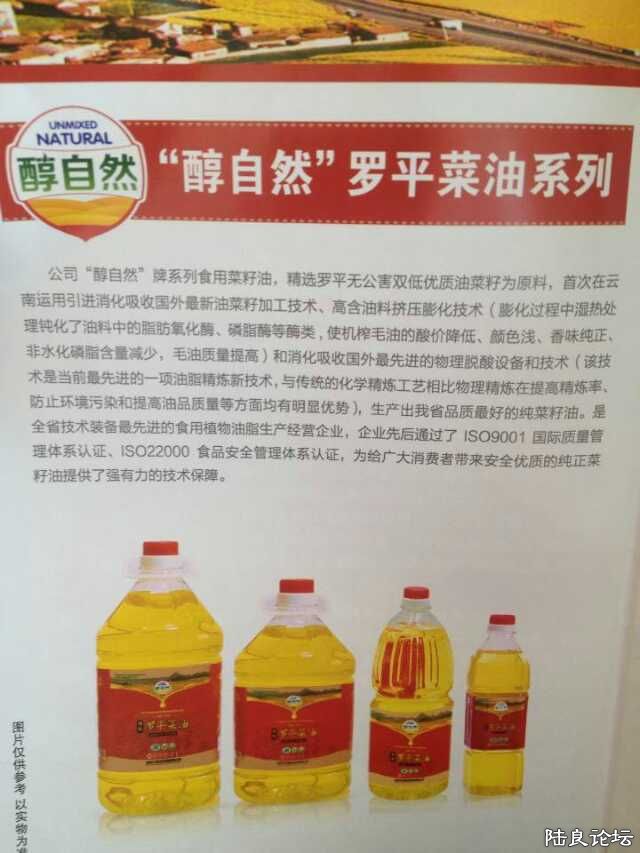 UNMIXED
NATURAL
醇自然
“醇自然”罗平菜油系列
公司“醇自然”牌系列食用菜籽油，精选罗平无公害双低优质油菜籽为原料，首次在云
南运用引进消化吸收国外最新油菜籽加工技术、高含油料挤压膨化技术（膨化过程中湿热处
理钝化了油料中的脂肪氧化酶、磷脂酶等酶类，使机榨毛油的酸价降低、颜色浅、香味纯正、
非水化磷脂含量减少，毛油质量提高）和消化吸收国外最先进的物理脱酸设备和技术（该技
术是当前最先进的一项油脂精炼新技术，与传统的化学精炼工艺相比物理精炼在提高精炼率、
防止环境污染和提高油品质量等方面均有明显优势），生产出我省品质最好的纯菜籽油。是
全省技术装备最先进的食用植物油脂生产经营企业，企业先后通过了 ISO9001 国际质量管
理体系认证、ISO22000 食品安全管理体系认证，为给广大消费者带来安全优质的纯正菜
籽油提供了强有力的技术保障。
罗平菜油
罗平菜油
罗平菜油
罗平菜油
图片仅供参考 以实物为准
陆良论坛